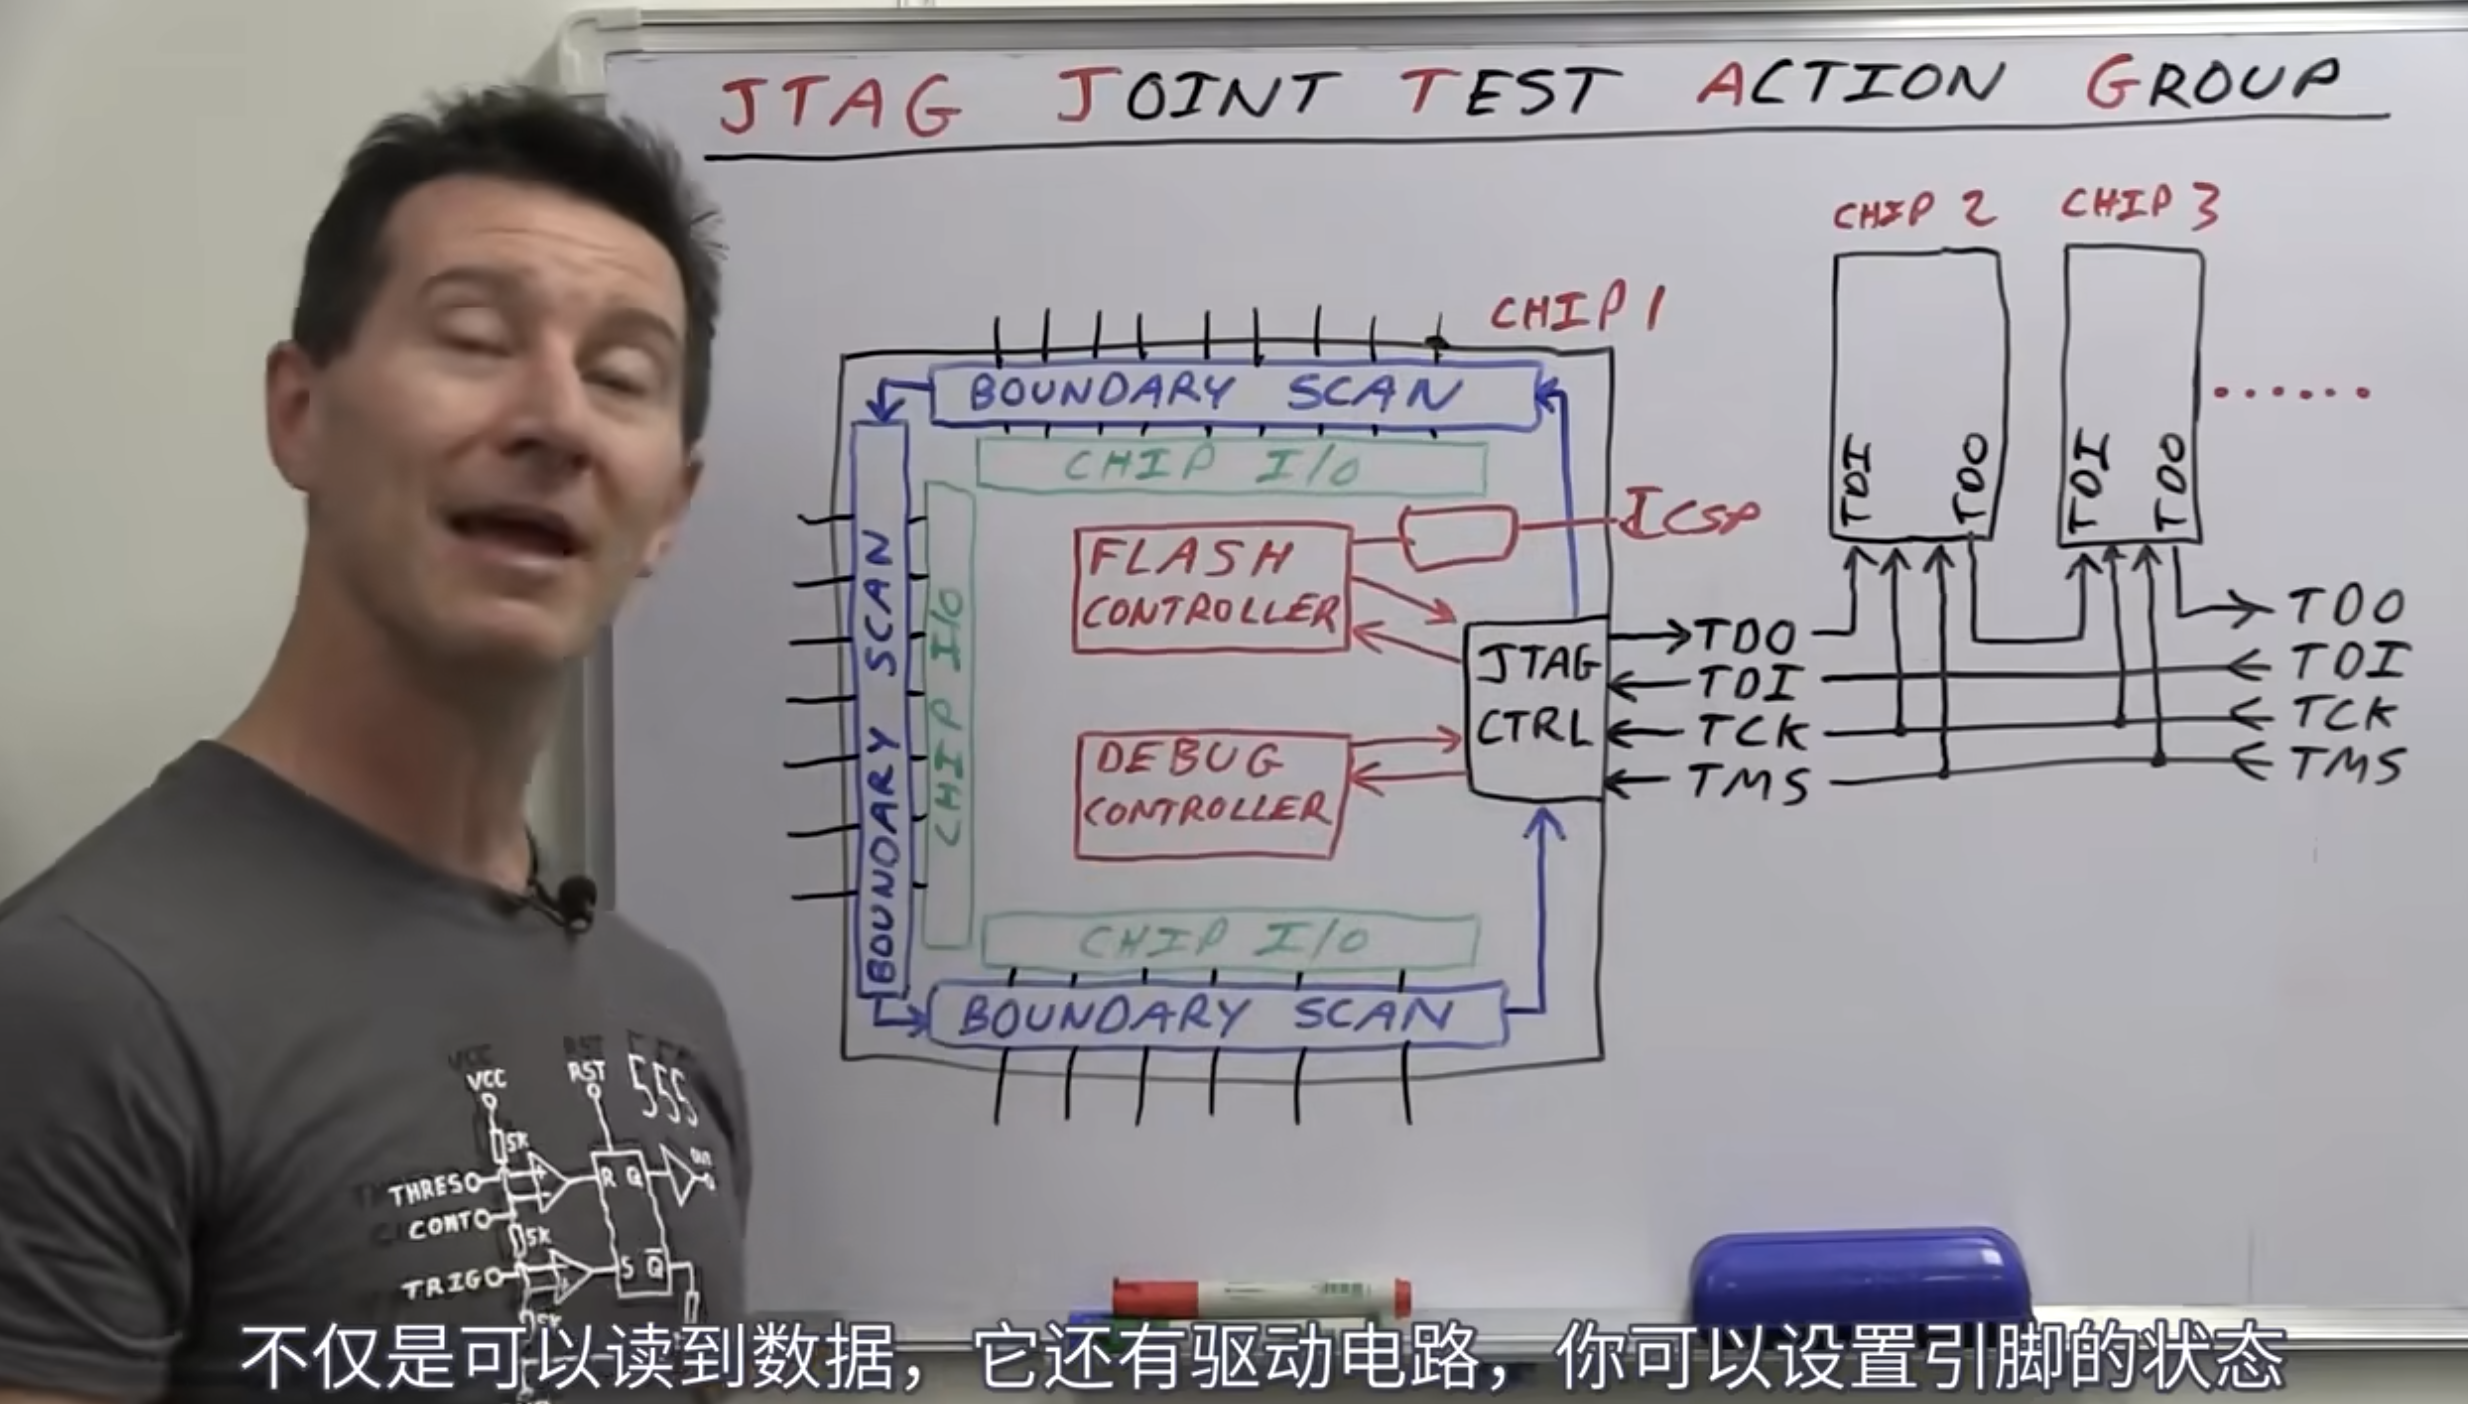 JTAG JOINT TEST ACTION GROUP
CHIP 2
CHIP 3
CHIP 1
BOUNDARY SCAN
CHIP I/O
BOUNDARY SCAN
CHIP I/O
FLASH
CONTROLLER
ICSP
TDI
TDO
TDI
TDO
......
JTAG
CTRL
TDO
TDI
TCK
TMS
TDO
TDI
TCK
TMS
DEBUG
CONTROLLER
CHIP I/O
BOUNDARY SCAN
VCC
RST
555
5K
THRES
CONT
5K
TRIG
R Q
S Q̅
OUT
5K
不仅是可以读到数据，它还有驱动电路，你可以设置引脚的状态